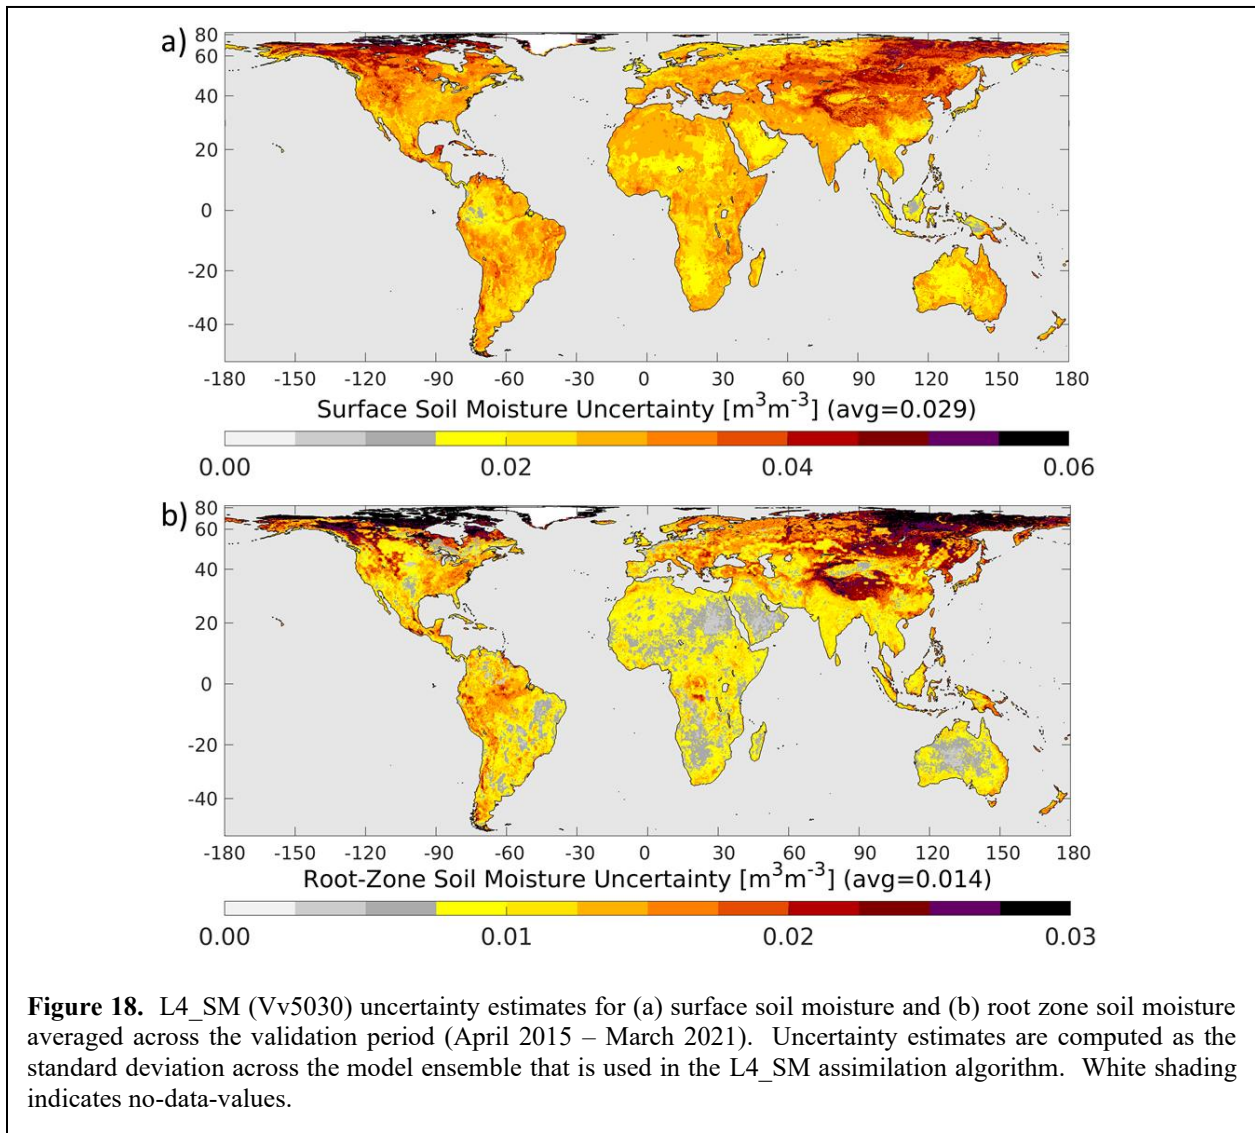 a)
80
60
40
20
0
-20
-40
-180 -150 -120 -90 -60 -30 0 30 60 90 120 150 180
Surface Soil Moisture Uncertainty [m³m⁻³] (avg=0.029)
0.00 0.02 0.04 0.06
b)
80
60
40
20
0
-20
-40
-180 -150 -120 -90 -60 -30 0 30 60 90 120 150 180
Root-Zone Soil Moisture Uncertainty [m³m⁻³] (avg=0.014)
0.00 0.01 0.02 0.03
Figure 18. L4_SM (Vv5030) uncertainty estimates for (a) surface soil moisture and (b) root zone soil moisture
averaged across the validation period (April 2015 – March 2021). Uncertainty estimates are computed as the
standard deviation across the model ensemble that is used in the L4_SM assimilation algorithm. White shading
indicates no-data-values.